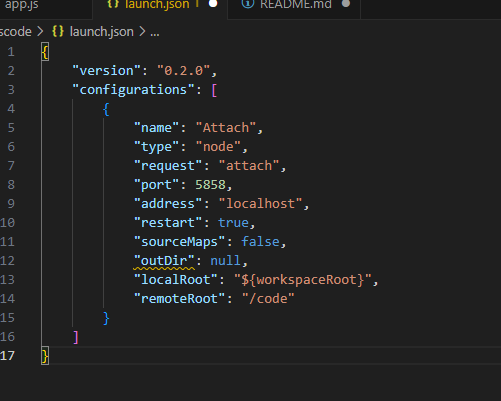 app.js {} launch.json 1 ● ⓘ README.md ●
scode > {} launch.json > ...
1 {
2 "version": "0.2.0",
3 "configurations": [
4 {
5 "name": "Attach",
6 "type": "node",
7 "request": "attach",
8 "port": 5858,
9 "address": "localhost",
10 "restart": true,
11 "sourceMaps": false,
12 "outDir": null,
13 "localRoot": "${workspaceRoot}",
14 "remoteRoot": "/code"
15 }
16 ]
17 }